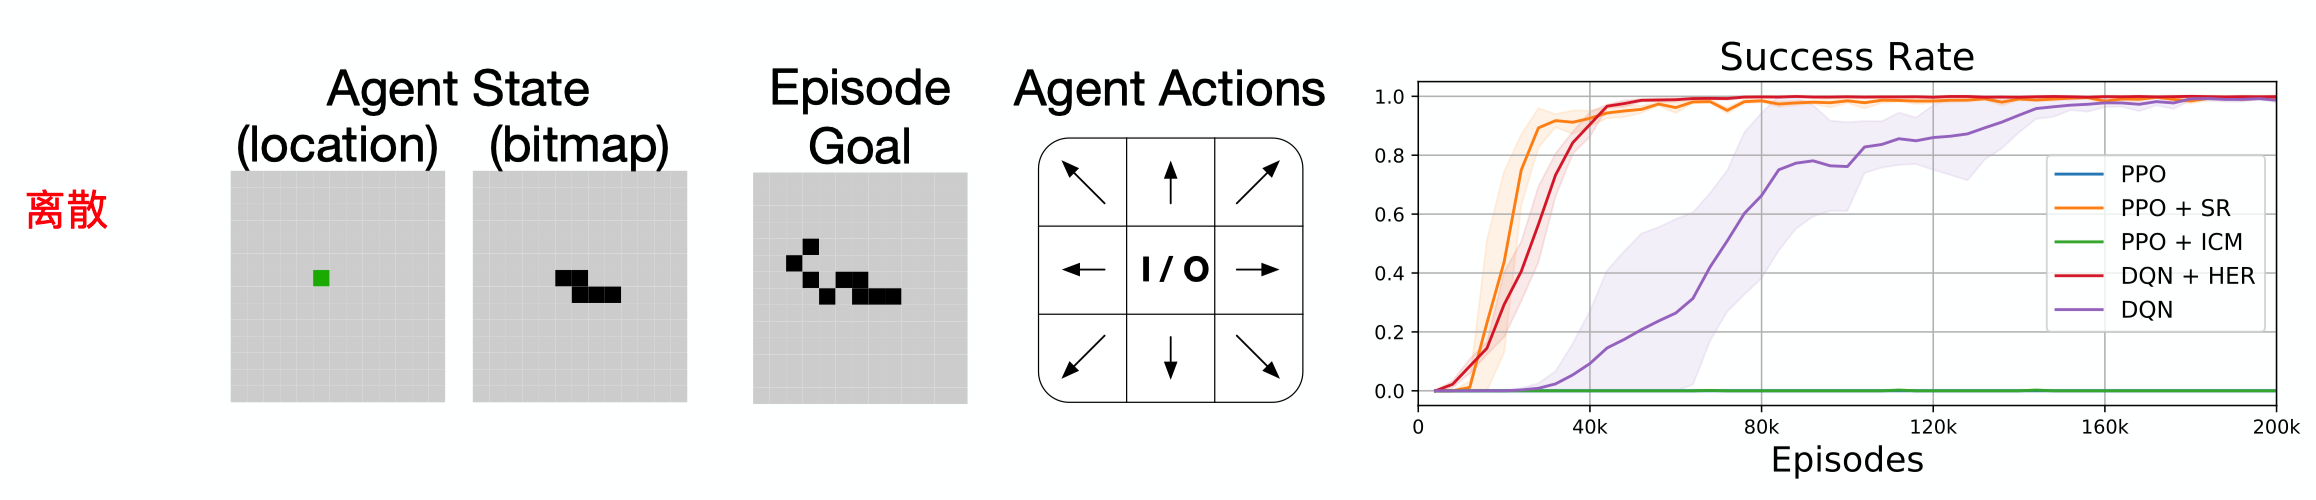 离散
Agent State
(location) (bitmap)
Episode
Goal
Agent Actions
I / O
Success Rate
1.0
0.8
0.6
0.4
0.2
0.0
0 40k 80k 120k 160k 200k
Episodes
PPO
PPO + SR
PPO + ICM
DQN + HER
DQN